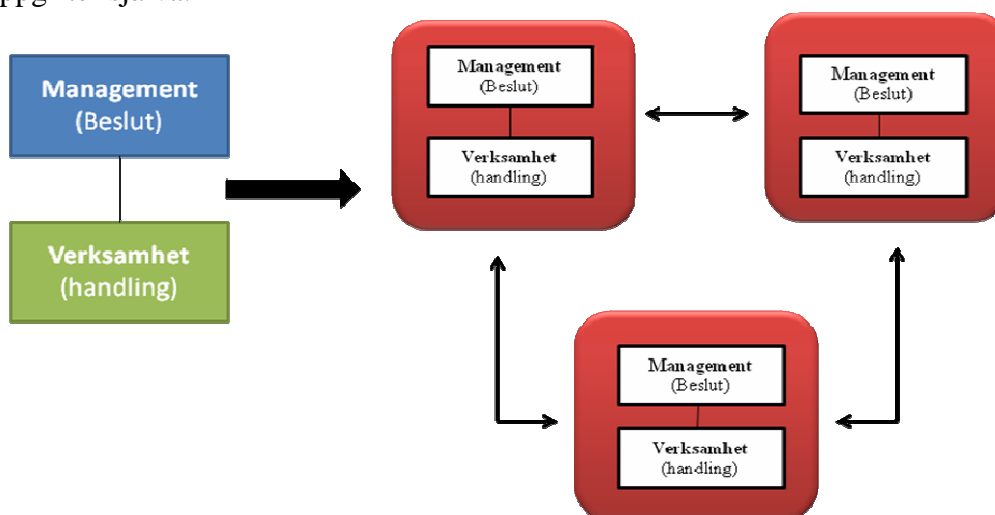 Management
(Beslut)
Verksamhet
(handling)
Management
(Beslut)
Verksamhet
(handling)
Management
(Beslut)
Verksamhet
(handling)
Management
(Beslut)
Verksamhet
(handling)